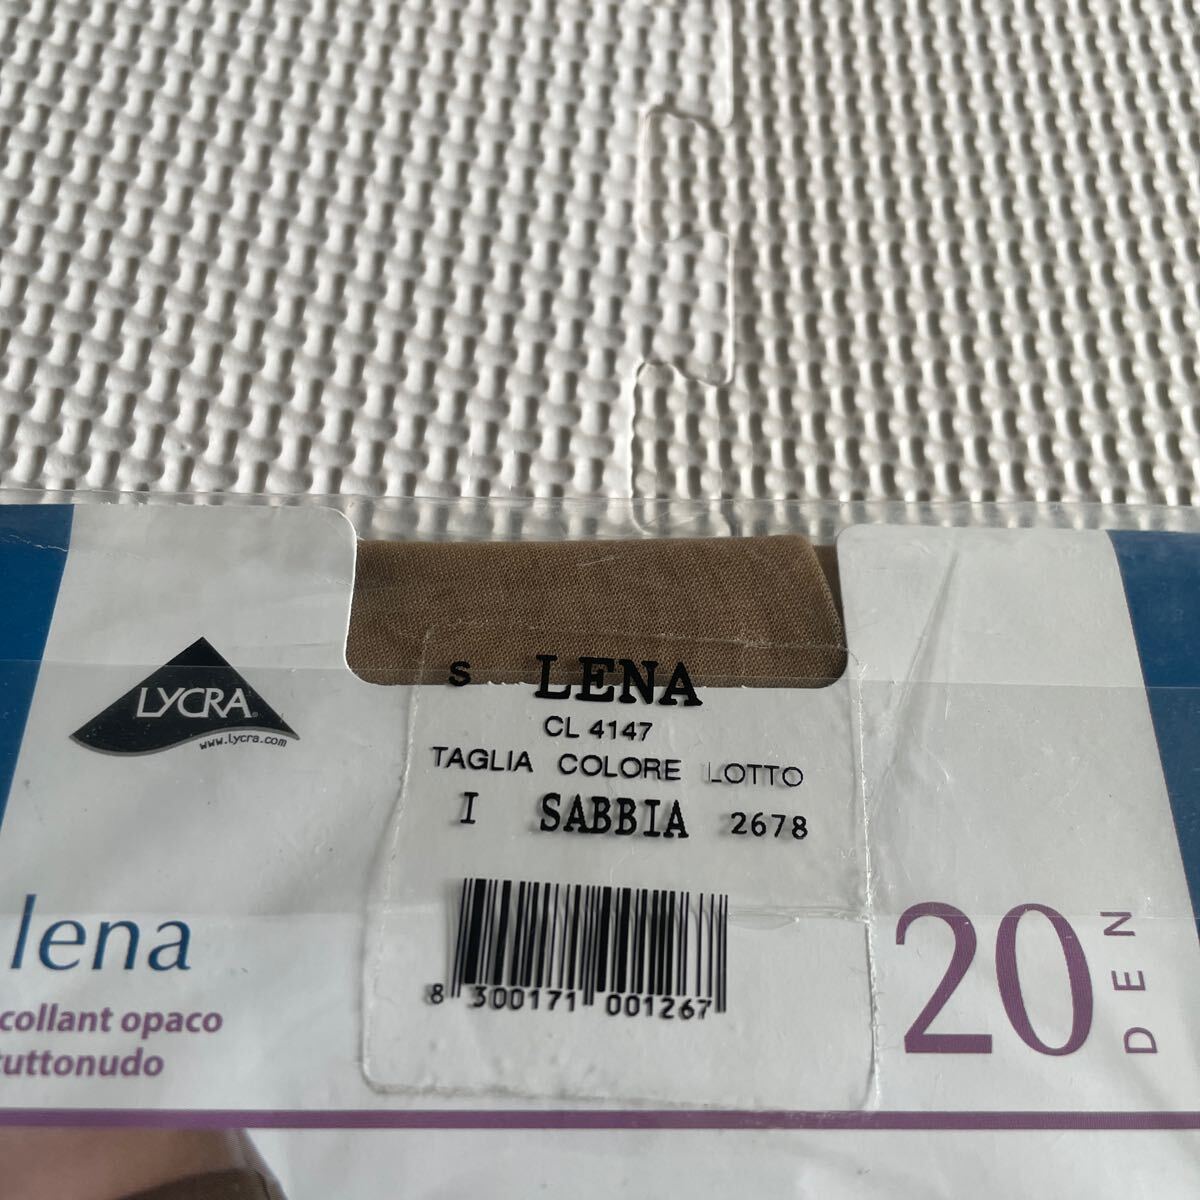 LYCRA®
www.lycra.com
S LENA
CL 4147
TAGLIA COLORE LOTTO
I SABBIA 2678
8 300171 001267
lena
collant opaco
tuttonudo
20
DEN